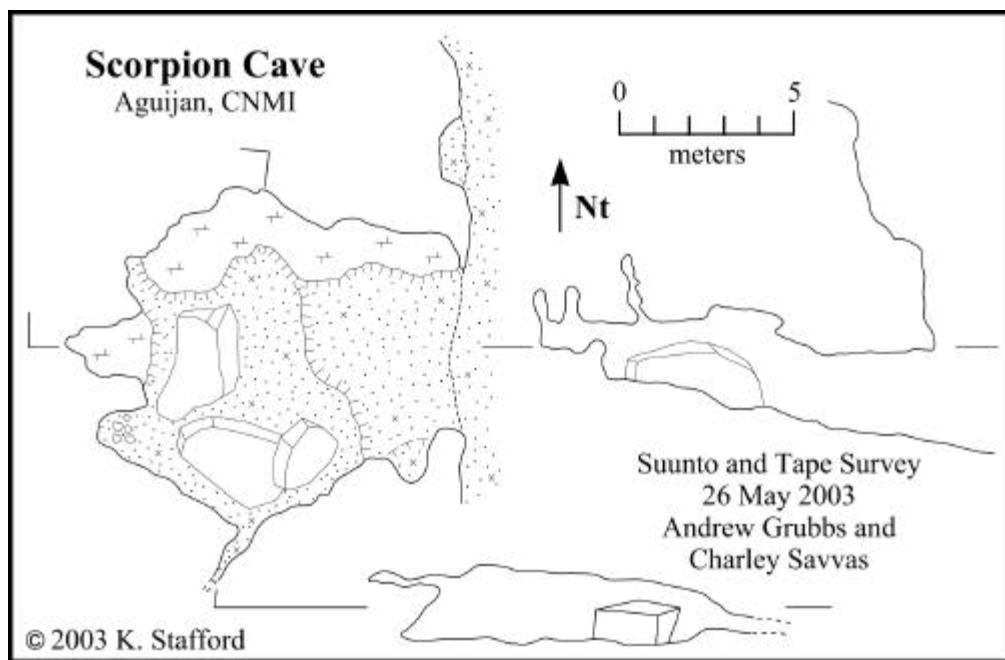 Scorpion Cave
Aguijan, CNMI
0 5
meters
Nt
Suunto and Tape Survey
26 May 2003
Andrew Grubbs and
Charley Savvas
© 2003 K. Stafford